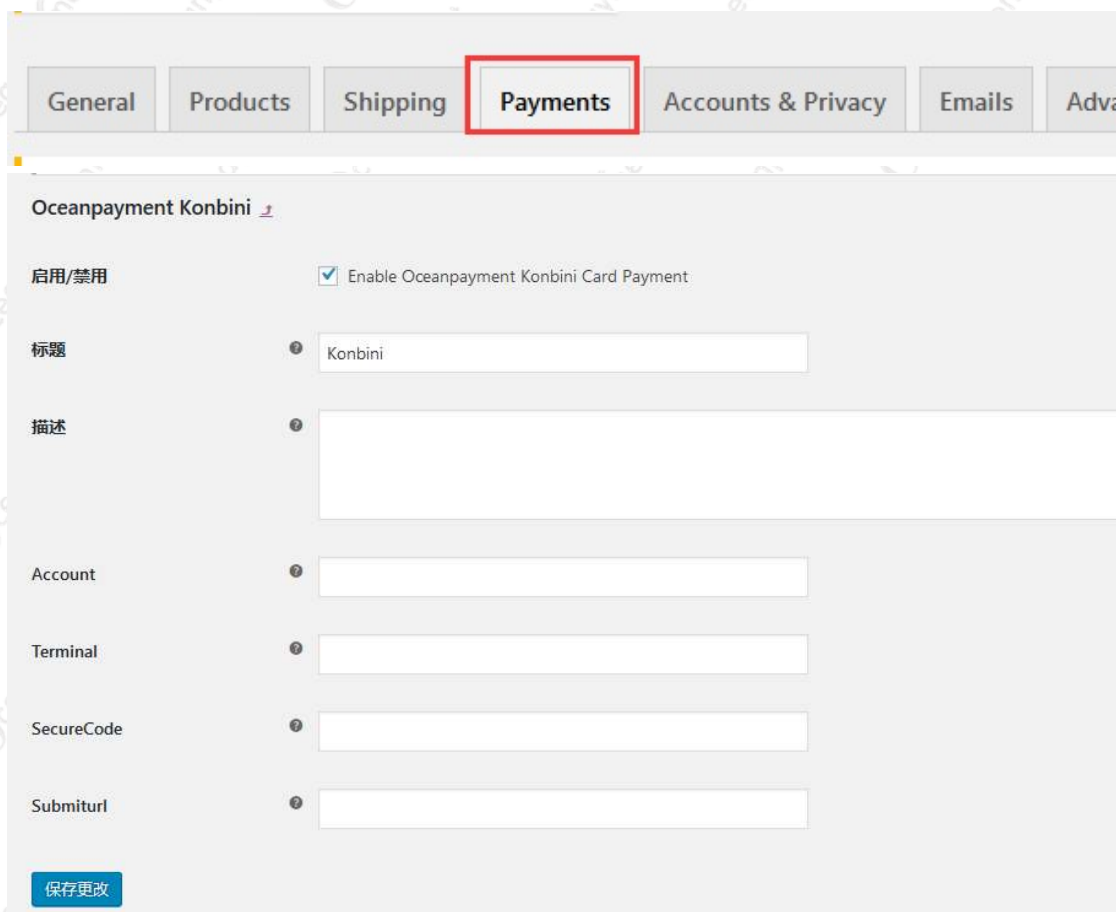 General Products Shipping Payments Accounts & Privacy Emails Adva
Oceanpayment Konbini
启用/禁用 Enable Oceanpayment Konbini Card Payment
标题 Konbini
描述
Account
Terminal
SecureCode
Submiturl
保存更改